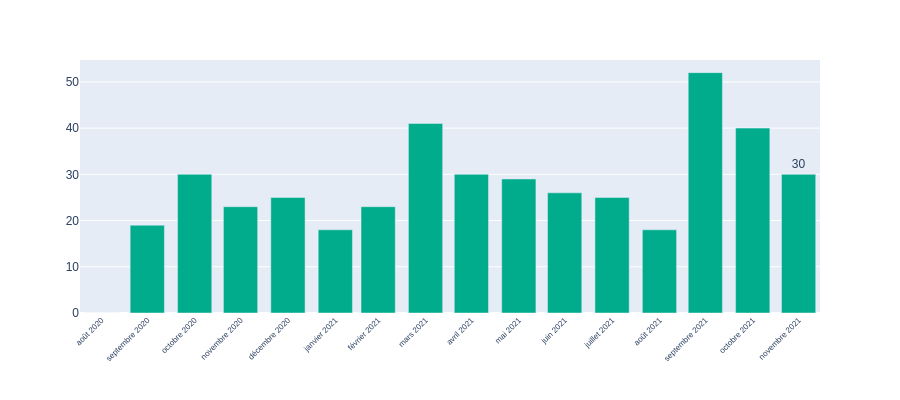 50
40
30
20
10
0
30
août 2020
septembre 2020
octobre 2020
novembre 2020
décembre 2020
janvier 2021
février 2021
mars 2021
avril 2021
mai 2021
juin 2021
juillet 2021
août 2021
septembre 2021
octobre 2021
novembre 2021